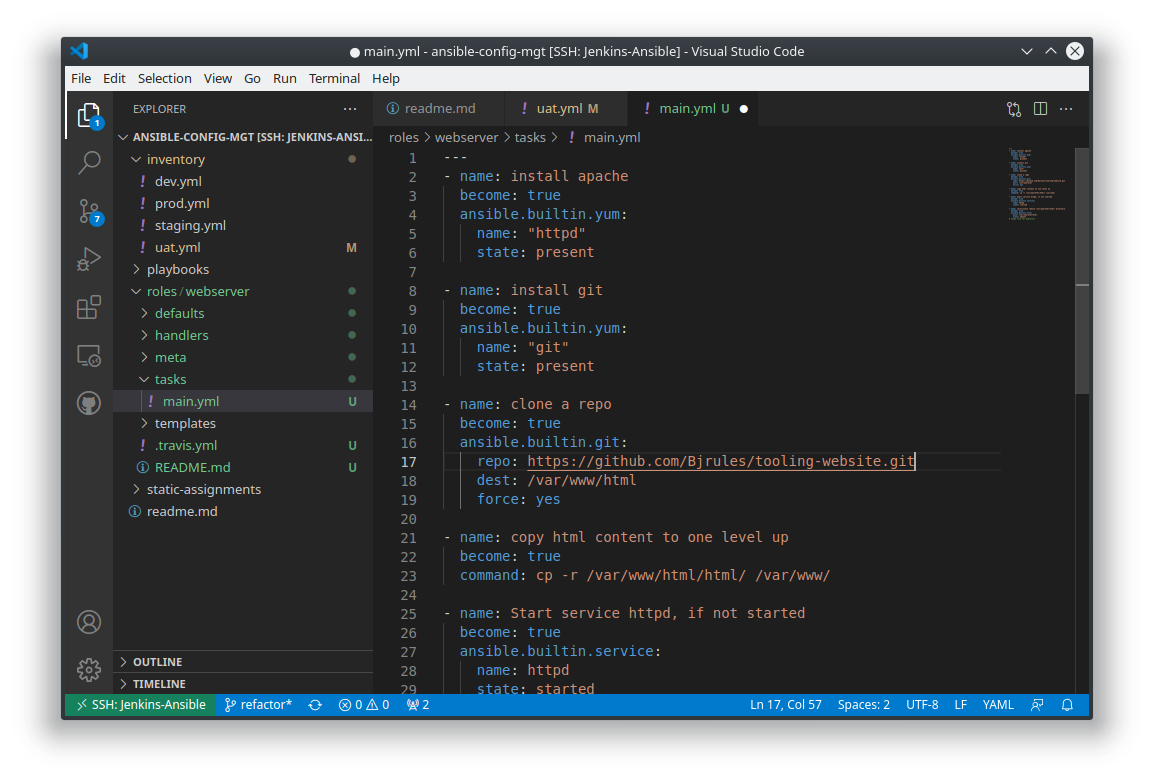 main.yml - ansible-config-mgt [SSH: Jenkins-Ansible] - Visual Studio Code
File Edit Selection View Go Run Terminal Help
EXPLORER
ANSIBLE-CONFIG-MGT [SSH: JENKINS-ANSI...
inventory
dev.yml
prod.yml
staging.yml
uat.yml M
playbooks
roles/webserver
defaults
handlers
meta
tasks
main.yml U
templates
.travis.yml U
README.md U
static-assignments
readme.md
OUTLINE
TIMELINE
1
7
readme.md
uat.yml M
main.yml U
roles > webserver > tasks > ! main.yml
1 ---
2 - name: install apache
3 become: true
4 ansible.builtin.yum:
5 name: "httpd"
6 state: present
7
8 - name: install git
9 become: true
10 ansible.builtin.yum:
11 name: "git"
12 state: present
13
14 - name: clone a repo
15 become: true
16 ansible.builtin.git:
17 repo: https://github.com/Bjrules/tooling-website.git
18 dest: /var/www/html
19 force: yes
20
21 - name: copy html content to one level up
22 become: true
23 command: cp -r /var/www/html/html/ /var/www/
24
25 - name: Start service httpd, if not started
26 become: true
27 ansible.builtin.service:
28 name: httpd
29 state: started
SSH: Jenkins-Ansible refactor* 0 0 2 Ln 17, Col 57 Spaces: 2 UTF-8 LF YAML